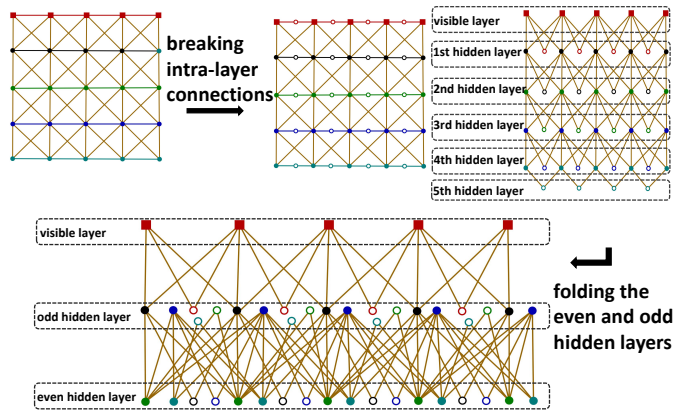 breaking
intra-layer
connections
visible layer
1st hidden layer
2nd hidden layer
3rd hidden layer
4th hidden layer
5th hidden layer
visible layer
odd hidden layer
even hidden layer
folding the
even and odd
hidden layers